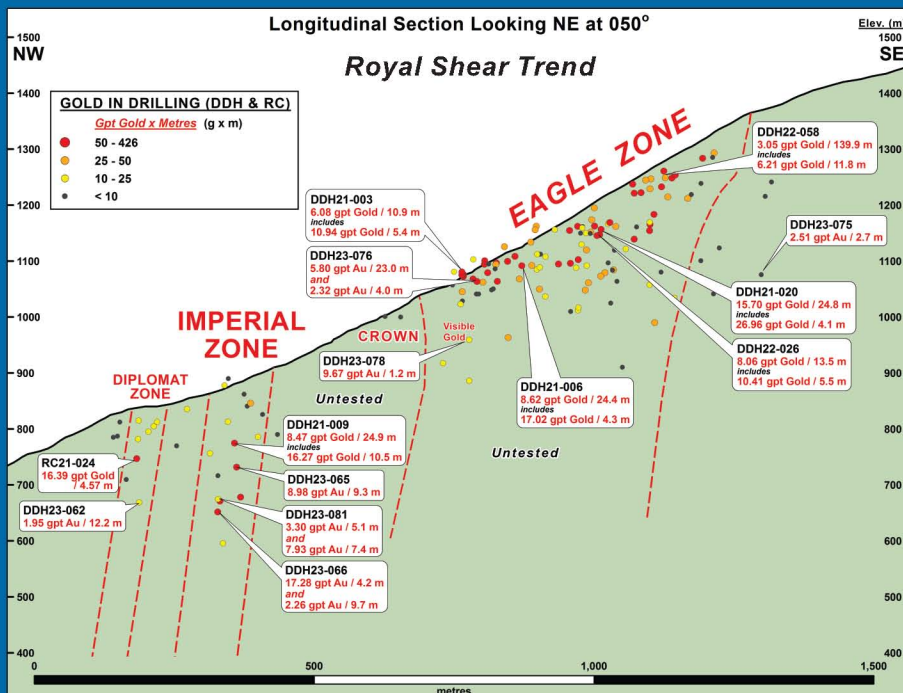 Longitudinal Section Looking NE at 050°
Royal Shear Trend
NW
Elev. (m
SE
1500
1400
1300
1200
1100
1000
900
800
700
600
500
400
1500
1400
1300
1200
1100
1000
900
800
700
600
500
400
GOLD IN DRILLING (DDH & RC)
Gpt Gold x Metres (g x m)
50 - 426
25 - 50
10 - 25
< 10
EAGLE ZONE
IMPERIAL
ZONE
DIPLOMAT
ZONE
CROWN
Visible
Gold
Untested
Untested
DDH22-058
3.05 gpt Gold / 139.9 m
includes
6.21 gpt Gold / 11.8 m
DDH21-003
6.08 gpt Gold / 10.9 m
includes
10.94 gpt Gold / 5.4 m
DDH23-075
2.51 gpt Au / 2.7 m
DDH23-076
5.80 gpt Au / 23.0 m
and
2.32 gpt Au / 4.0 m
DDH21-020
15.70 gpt Gold / 24.8 m
includes
26.96 gpt Gold / 4.1 m
DDH22-026
8.06 gpt Gold / 13.5 m
includes
10.41 gpt Gold / 5.5 m
DDH23-078
9.67 gpt Au / 1.2 m
DDH21-006
8.62 gpt Gold / 24.4 m
includes
17.02 gpt Gold / 4.3 m
DDH21-009
8.47 gpt Gold / 24.9 m
includes
16.27 gpt Gold / 10.5 m
RC21-024
16.39 gpt Gold
/ 4.57 m
DDH23-065
8.98 gpt Au / 9.3 m
DDH23-062
1.95 gpt Au / 12.2 m
DDH23-081
3.30 gpt Au / 5.1 m
and
7.93 gpt Au / 7.4 m
DDH23-066
17.28 gpt Au / 4.2 m
and
2.26 gpt Au / 9.7 m
0
500
1,000
1,500
metres